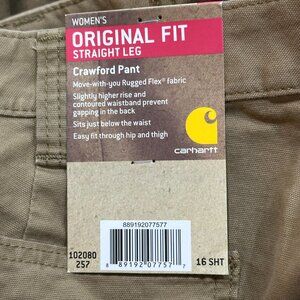 WOMEN'S
ORIGINAL FIT
STRAIGHT LEG
Crawford Pant
Move-with-you Rugged Flex® fabric
Slightly higher rise and
contoured waistband prevent
gapping in the back
Sits just below the waist
Easy fit through hip and thigh
carhartt
889192077577
102080
257
8 89192 07757 7
16 SHT